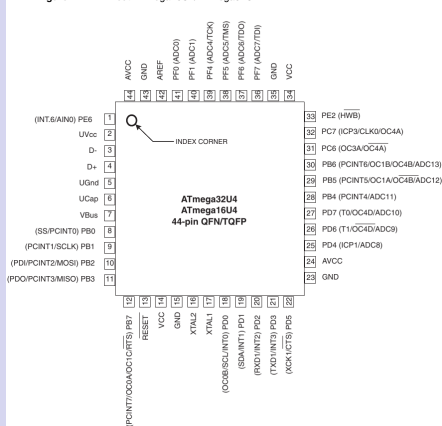 AVCC
GND
AREF
PF0 (ADC0)
PF1 (ADC1)
PF4 (ADC4/TCK)
PF5 (ADC5/TMS)
PF6 (ADC6/TDO)
PF7 (ADC7/TDI)
GND
VCC
44
43
42
41
40
39
38
37
36
35
34
(INT.6/AIN0) PE6 1
UVcc 2
D- 3
D+ 4
UGnd 5
UCap 6
VBus 7
(SS/PCINT0) PB0 8
(PCINT1/SCLK) PB1 9
(PDI/PCINT2/MOSI) PB2 10
(PDO/PCINT3/MISO) PB3 11
INDEX CORNER
ATmega32U4
ATmega16U4
44-pin QFN/TQFP
33 PE2 (HWB)
32 PC7 (ICP3/CLK0/OC4A)
31 PC6 (OC3A/OC4A)
30 PB6 (PCINT6/OC1B/OC4B/ADC13)
29 PB5 (PCINT5/OC1A/OC4B/ADC12)
28 PB4 (PCINT4/ADC11)
27 PD7 (T0/OC4D/ADC10)
26 PD6 (T1/OC4D/ADC9)
25 PD4 (ICP1/ADC8)
24 AVCC
23 GND
12
13
14
15
16
17
18
19
20
21
22
(PCINT7/OC0A/OC1C/RTS) PB7
RESET
VCC
GND
XTAL2
XTAL1
(OC0B/SCL/INT0) PD0
(SDA/INT1) PD1
(RXD1/INT2) PD2
(TXD1/INT3) PD3
(XCK1/CTS) PD5